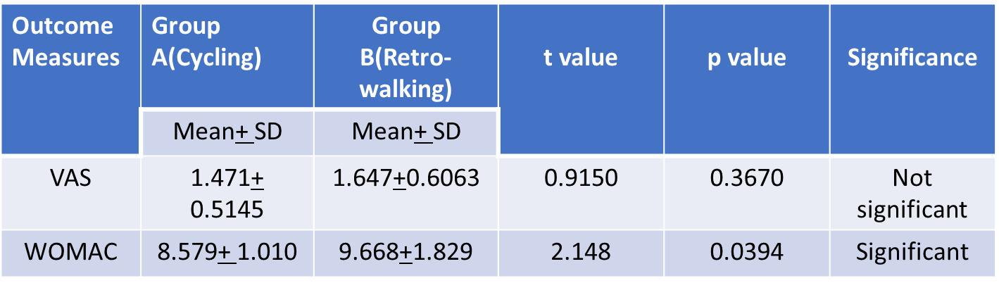 Outcome
Measures
Group
A(Cycling)
Group
B(Retro-
walking)
t value
p value
Significance
Mean+ SD
Mean+ SD
VAS
1.471+
0.5145
1.647+0.6063
0.9150
0.3670
Not
significant
WOMAC
8.579+ 1.010
9.668+1.829
2.148
0.0394
Significant